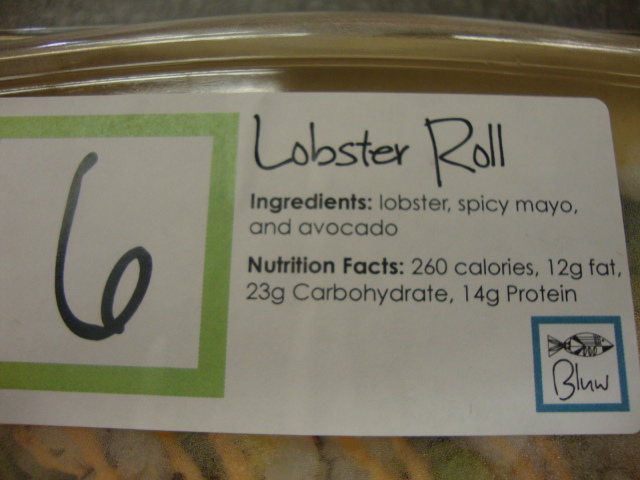 6
Lobster Roll
Ingredients: lobster, spicy mayo,
and avocado
Nutrition Facts: 260 calories, 12g fat,
23g Carbohydrate, 14g Protein
Bluw